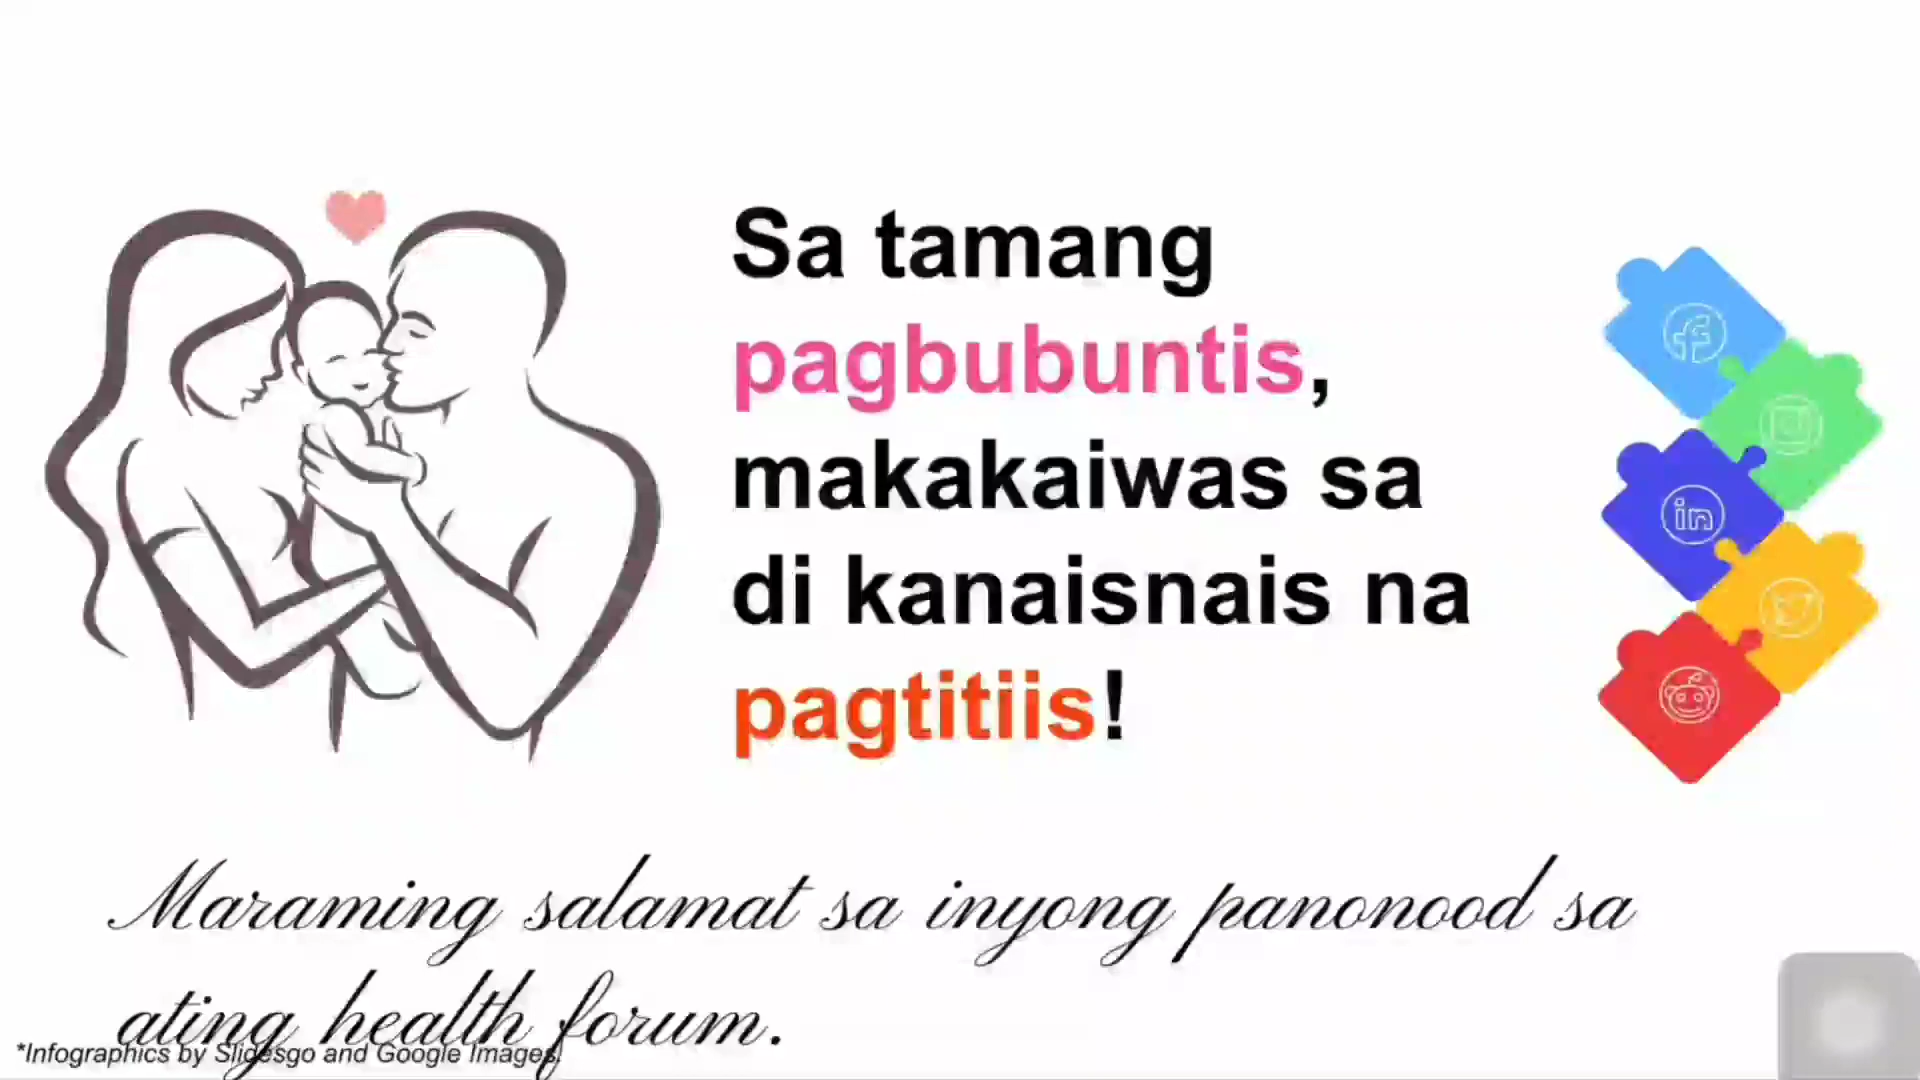 Sa tamang
pagbubuntis,
makakaiwas sa
di kanaisnais na
pagtitiis!
in
Maraming salamat sa inyong panonood sa
ating health forum.
*Infographics by Slidesgo and Google Images.